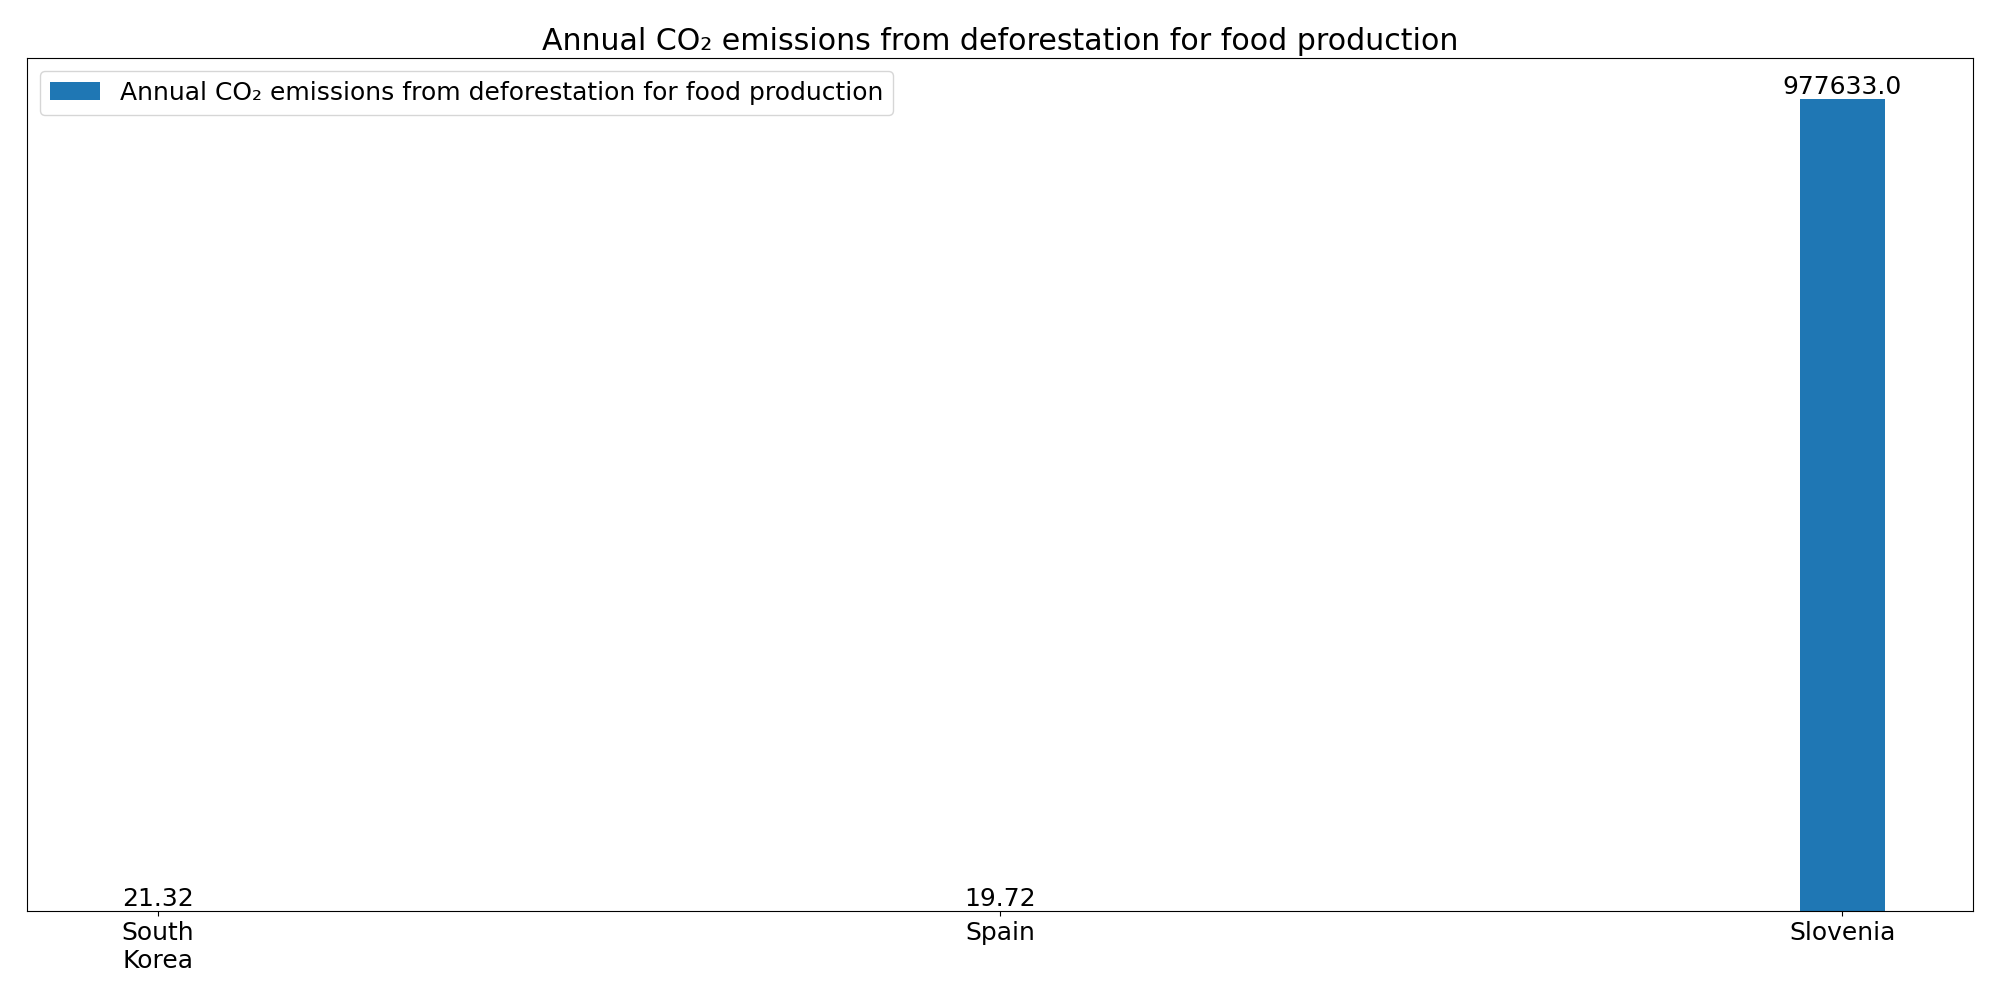 Annual CO₂ emissions from deforestation for food production
Annual CO₂ emissions from deforestation for food production
977633.0
21.32
19.72
South
Korea
Spain
Slovenia